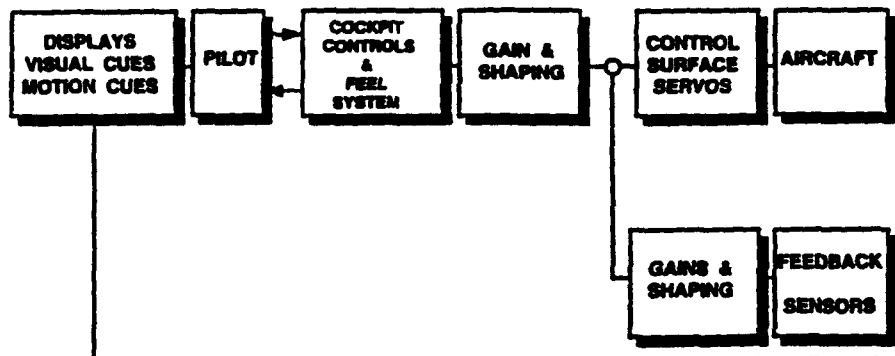 DISPLAYS
VISUAL CUES
MOTION CUES
PILOT
COCKPIT
CONTROLS
&
FEEL
SYSTEM
GAIN &
SHAPING
CONTROL
SURFACE
SERVOS
AIRCRAFT
GAINS &
SHAPING
FEEDBACK
SENSORS